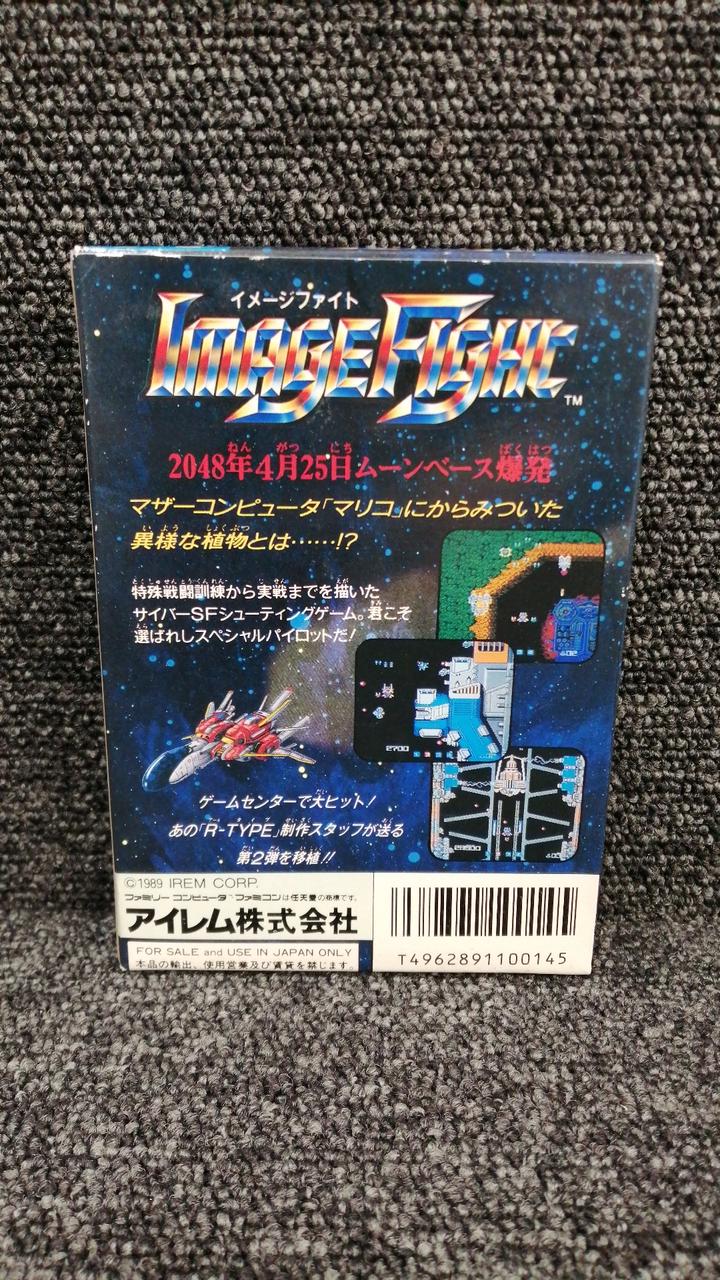 イメージファイト
IMAGE FIGHT
TM
2048年4月25日ムーンベース爆発
マザーコンピュータ「マリコ」にからみついた
異様な植物とは……!?
特殊戦闘訓練から実戦までを描いた
サイバーSFシューティングゲーム。君こそ
選ばれしスペシャルパイロットだ!
2700
ゲームセンターで大ヒット!
あの「R-TYPE」制作スタッフが送る
第2弾を移植!!
©1989 IREM CORP.
ファミリーコンピュータ・ファミコンは任天堂の商標です。
アイレム株式会社
FOR SALE and USE IN JAPAN ONLY
本品の輸出、使用営業及び賃貸を禁じます。
T4962891100145